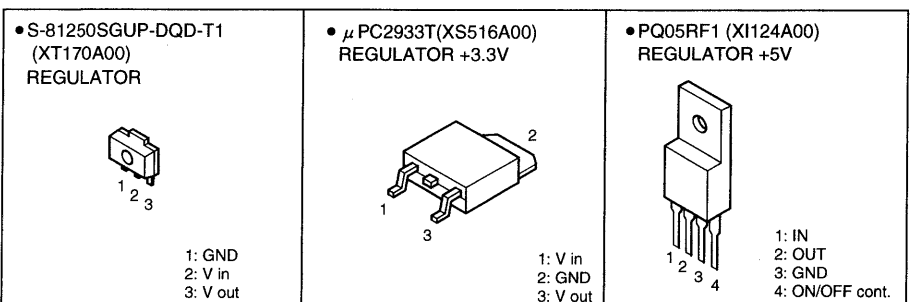 ● S-81250SGUP-DQD-T1
(XT170A00)
REGULATOR
1
2
3
1: GND
2: V in
3: V out
● μPC2933T(XS516A00)
REGULATOR +3.3V
2
1
3
1: V in
2: GND
3: V out
● PQ05RF1 (XI124A00)
REGULATOR +5V
1
2
3
4
1: IN
2: OUT
3: GND
4: ON/OFF cont.